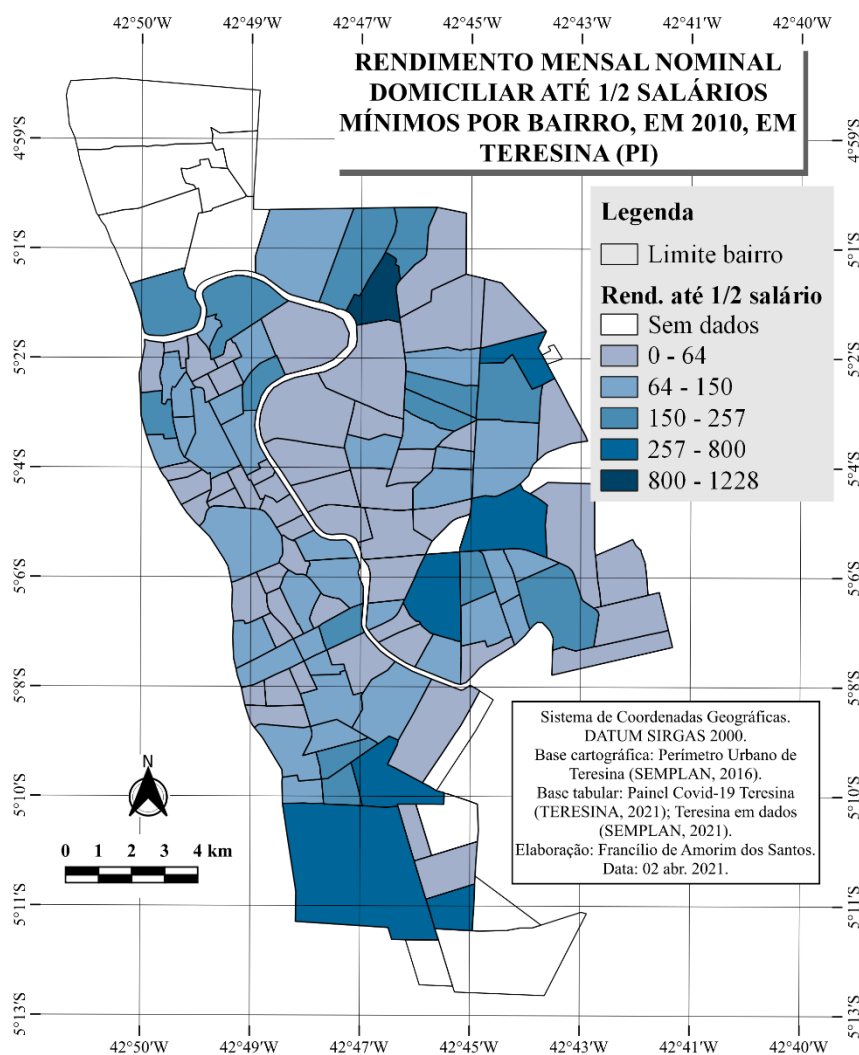 42°50'W 42°49'W 42°47'W 42°45'W 42°43'W 42°41'W 42°40'W
RENDIMENTO MENSAL NOMINAL
DOMICILIAR ATÉ 1/2 SALÁRIOS
MÍNIMOS POR BAIRRO, EM 2010, EM
TERESINA (PI)
4°59'S 4°59'S
Legenda
Limite bairro
Rend. até 1/2 salário
Sem dados
0 - 64
64 - 150
150 - 257
257 - 800
800 - 1228
5°1'S 5°1'S
5°2'S 5°2'S
5°4'S 5°4'S
5°6'S 5°6'S
5°8'S 5°8'S
Sistema de Coordenadas Geográficas.
DATUM SIRGAS 2000.
Base cartográfica: Perímetro Urbano de
Teresina (SEMPLAN, 2016).
Base tabular: Painel Covid-19 Teresina
(TERESINA, 2021); Teresina em dados
(SEMPLAN, 2021).
Elaboração: Francílio de Amorim dos Santos.
Data: 02 abr. 2021.
N
5°10'S 5°10'S
0 1 2 3 4 km
5°11'S 5°11'S
5°13'S 5°13'S
42°50'W 42°49'W 42°47'W 42°45'W 42°43'W 42°41'W 42°40'W